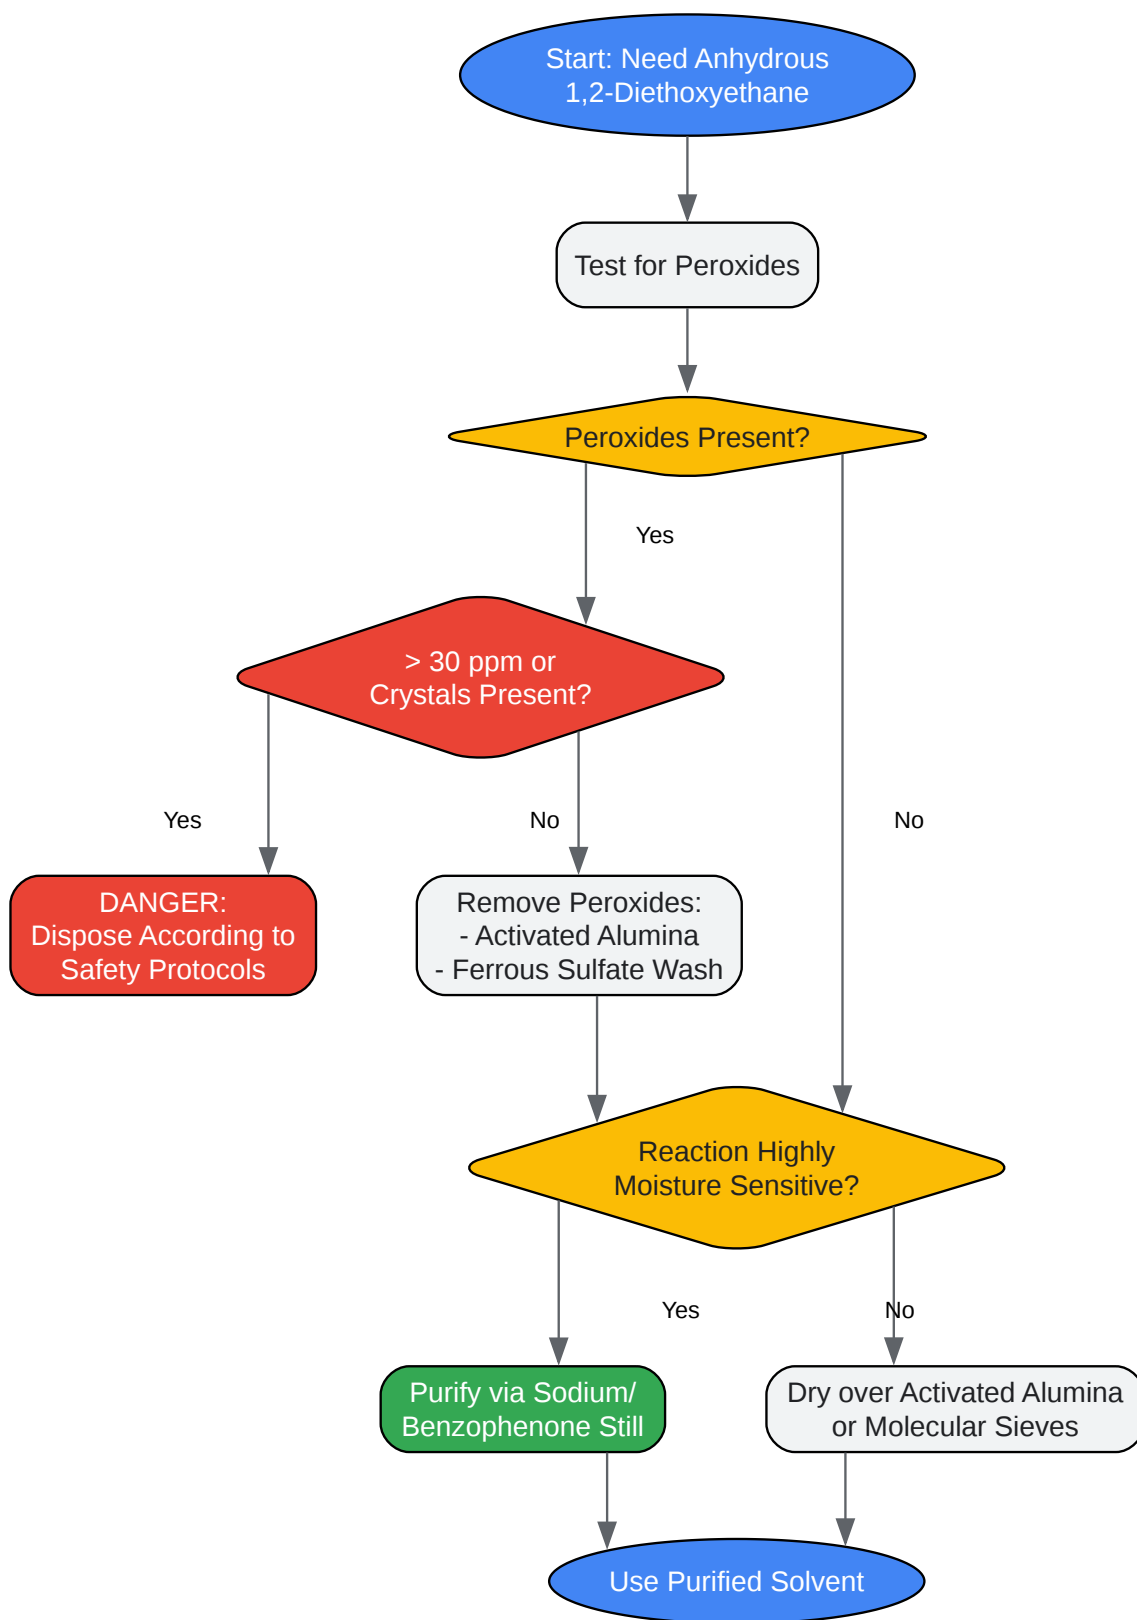 Start: Need Anhydrous
1,2-Diethoxyethane
Test for Peroxides
Peroxides Present?
Yes
> 30 ppm or
Crystals Present?
Yes
No
No
DANGER:
Dispose According to
Safety Protocols
Remove Peroxides:
- Activated Alumina
- Ferrous Sulfate Wash
Reaction Highly
Moisture Sensitive?
Yes
No
Purify via Sodium/
Benzophenone Still
Dry over Activated Alumina
or Molecular Sieves
Use Purified Solvent